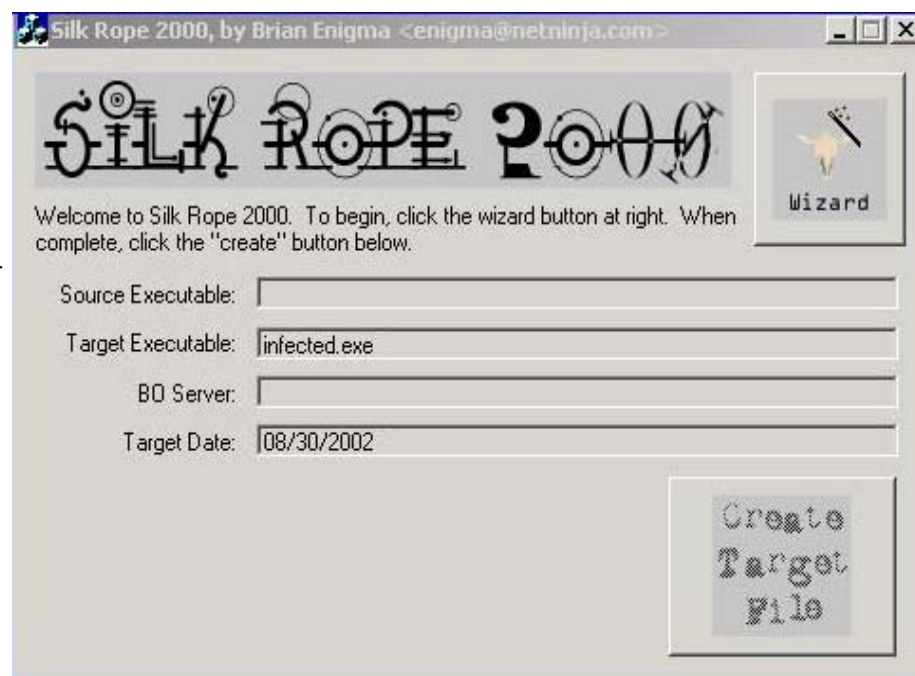 Silk Rope 2000, by Brian Enigma <enigma@netninja.com>
SILK ROPE 2000
Wizard
Welcome to Silk Rope 2000. To begin, click the wizard button at right. When
complete, click the "create" button below.
Source Executable:
Target Executable: infected.exe
BO Server:
Target Date: 08/30/2002
Create
Target
File